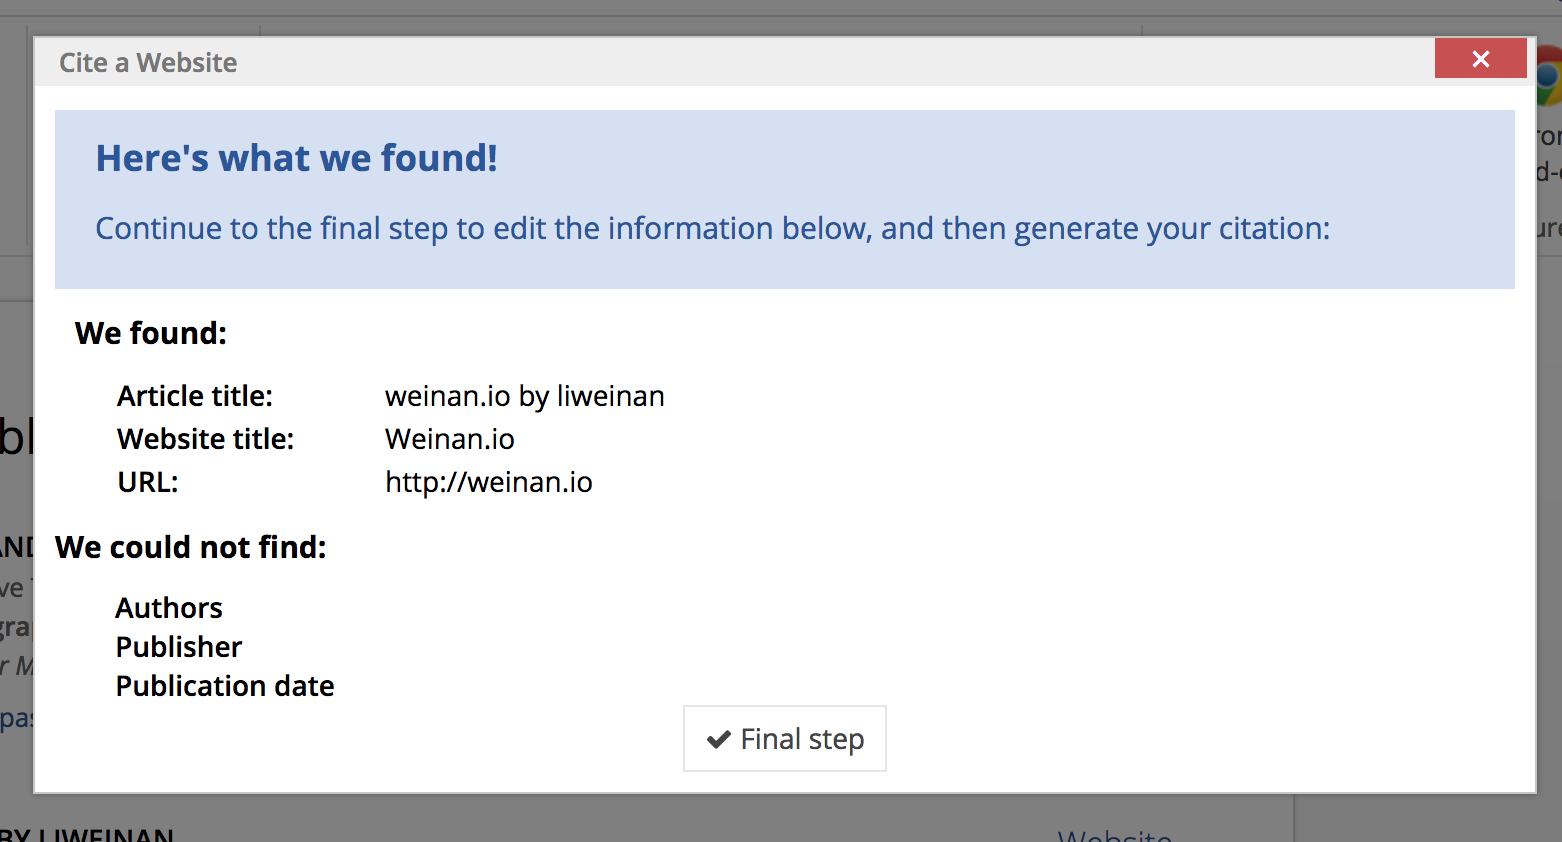 Cite a Website
Here's what we found!
Continue to the final step to edit the information below, and then generate your citation:
We found:
Article title: weinan.io by liweinan
Website title: Weinan.io
URL: http://weinan.io
We could not find:
Authors
Publisher
Publication date
Final step
BY LIWEINAN
Website